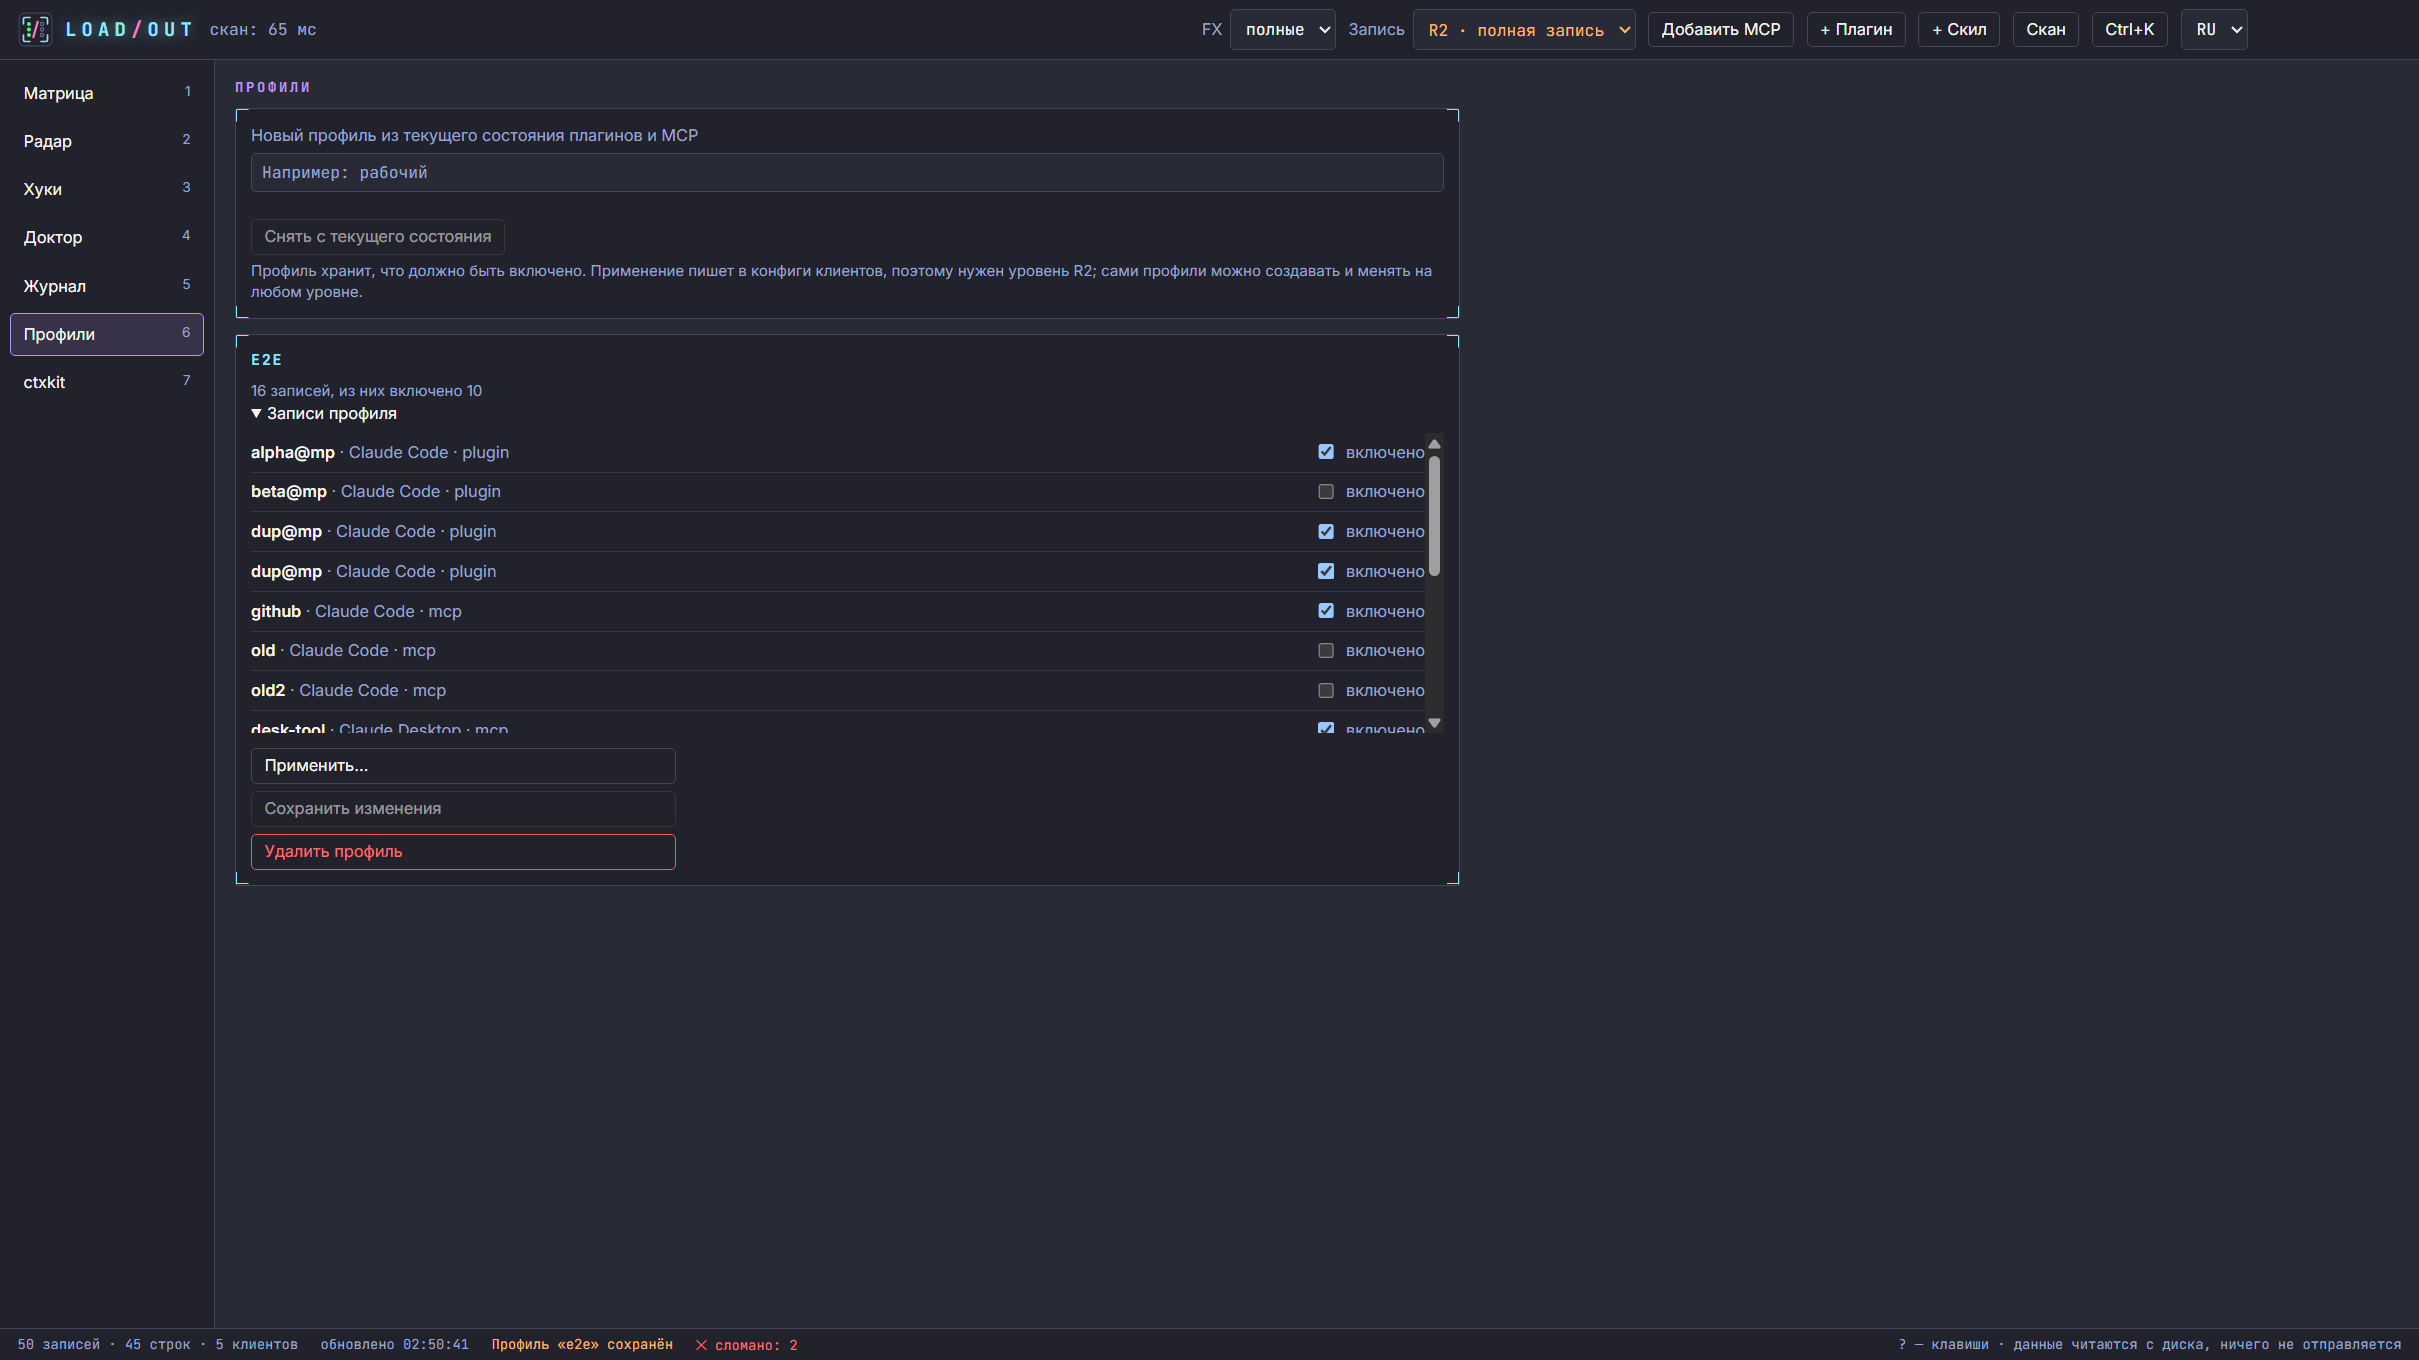 LOAD/OUT скан: 65 мс FX полные Запись R2 · полная запись Добавить MCP + Плагин + Скил Скан Ctrl+K RU
Матрица 1
Радар 2
Хуки 3
Доктор 4
Журнал 5
Профили 6
ctxkit 7
ПРОФИЛИ
Новый профиль из текущего состояния плагинов и MCP
Например: рабочий
Снять с текущего состояния
Профиль хранит, что должно быть включено. Применение пишет в конфиги клиентов, поэтому нужен уровень R2; сами профили можно создавать и менять на
любом уровне.
E2E
16 записей, из них включено 10
▼ Записи профиля
alpha@mp · Claude Code · plugin включено
beta@mp · Claude Code · plugin включено
dup@mp · Claude Code · plugin включено
dup@mp · Claude Code · plugin включено
github · Claude Code · mcp включено
old · Claude Code · mcp включено
old2 · Claude Code · mcp включено
desk-tool · Claude Desktop · mcp включено
Применить...
Сохранить изменения
Удалить профиль
50 записей · 45 строк · 5 клиентов обновлено 02:50:41 Профиль «e2e» сохранён ✕ сломано: 2 ? — клавиши · данные читаются с диска, ничего не отправляется